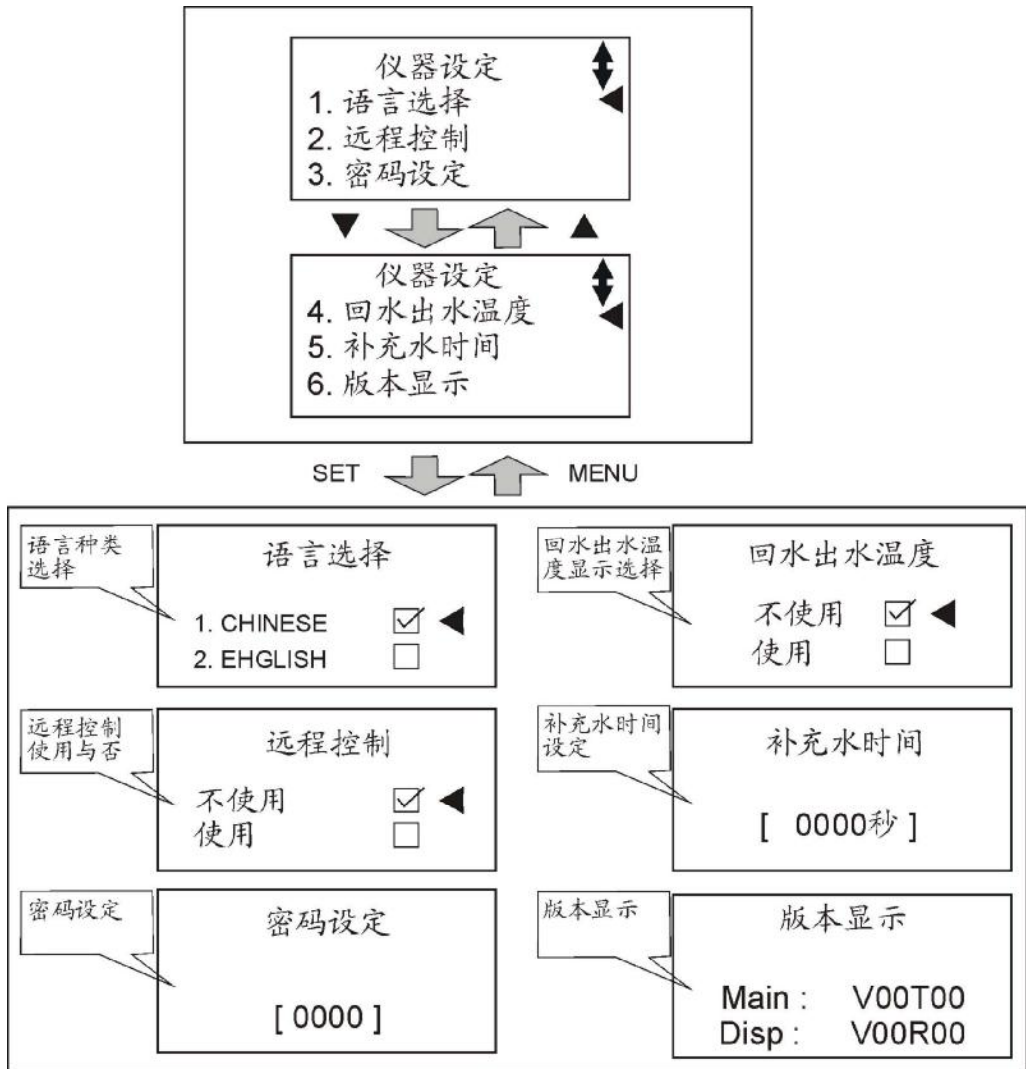 仪器设定
1. 语言选择
2. 远程控制
3. 密码设定
仪器设定
4. 回水出水温度
5. 补充水时间
6. 版本显示
SET
MENU
语言种类
选择
语言选择
1. CHINESE
2. EHGLISH
回水出水温
度显示选择
回水出水温度
不使用
使用
远程控制
使用与否
远程控制
不使用
使用
补充水时间
设定
补充水时间
[ 0000秒 ]
密码设定
密码设定
[ 0000 ]
版本显示
版本显示
Main : V00T00
Disp : V00R00